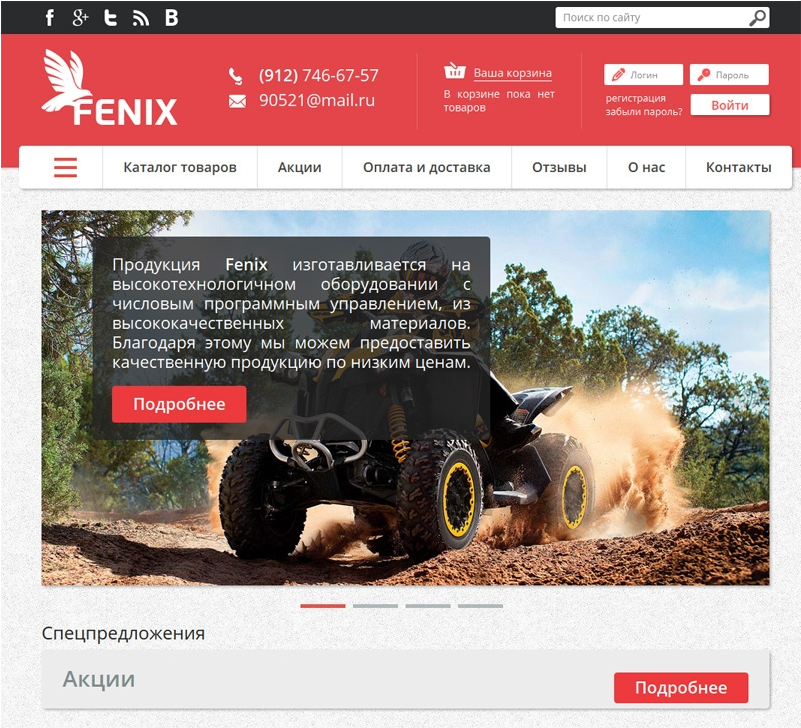 Поиск по сайту
FENIX
(912) 746-67-57
90521@mail.ru
Ваша корзина
В корзине пока нет
товаров
Логин
Пароль
регистрация
забыли пароль?
Войти
Каталог товаров
Акции
Оплата и доставка
Отзывы
О нас
Контакты
Продукция Fenix изготавливается на
высокотехнологичном оборудовании с
числовым программным управлением, из
высококачественных материалов.
Благодаря этому мы можем предоставить
качественную продукцию по низким ценам.
Подробнее
Спецпредложения
Акции
Подробнее